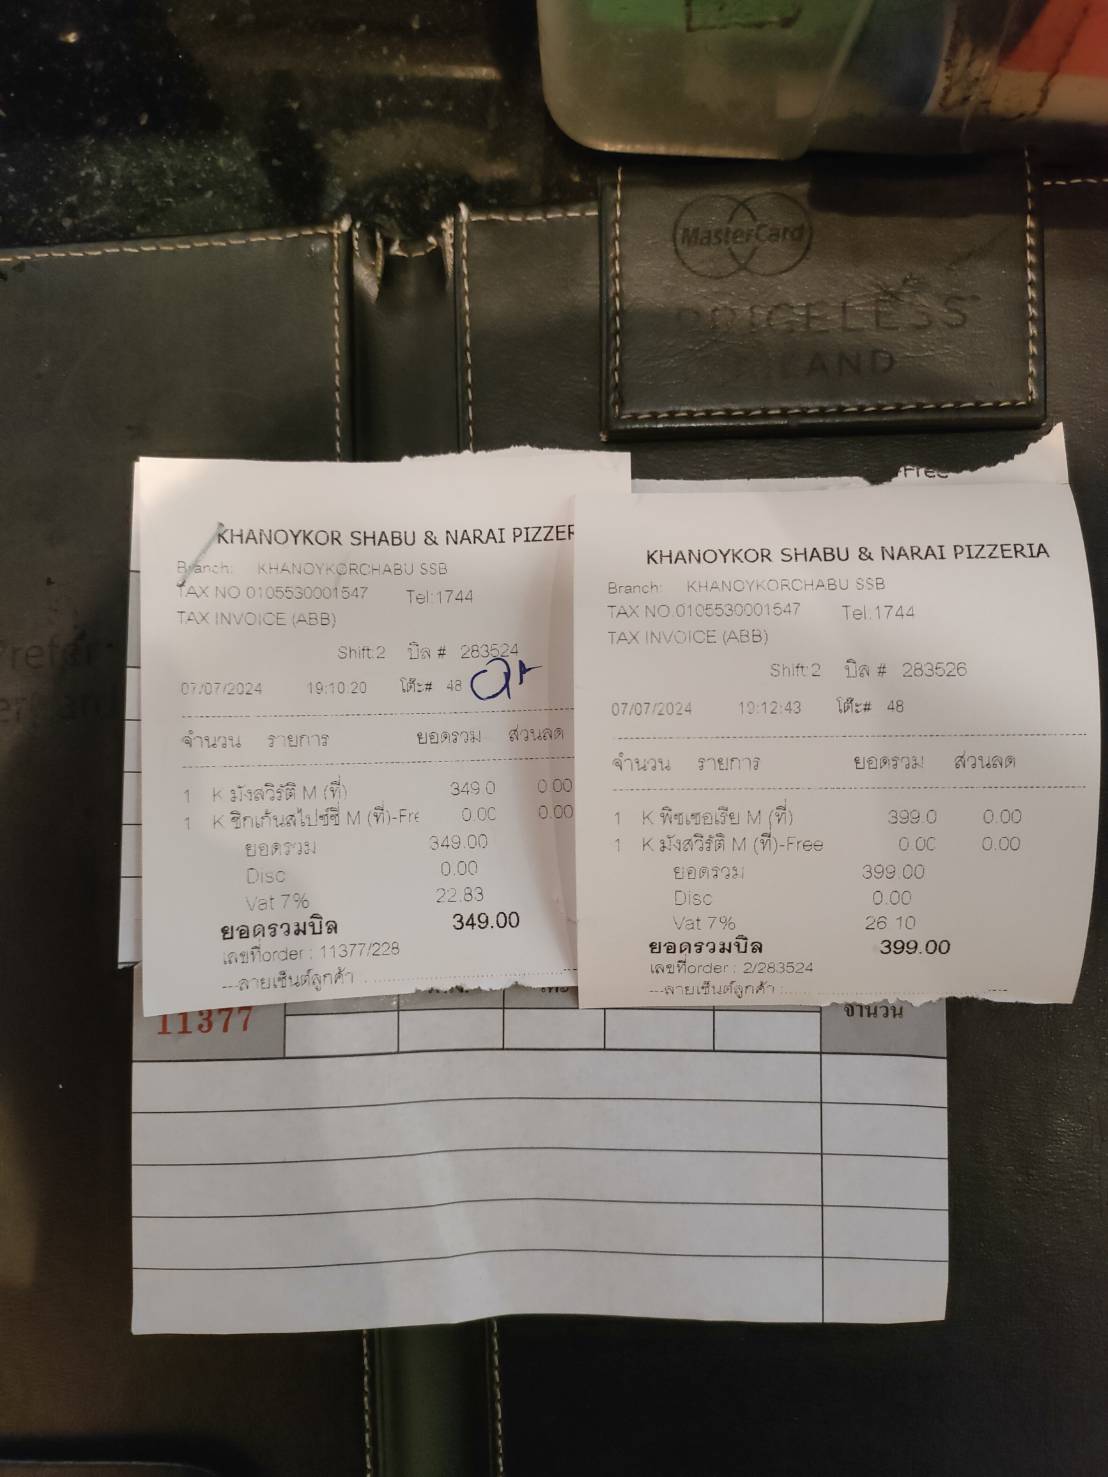 MasterCard
PRICELESS
LAND
KHANOYKOR SHABU & NARAI PIZZER
Branch: KHANOYKORCHABU SSB
TAX NO 0105530001547 Tel:1744
TAX INVOICE (ABB)
Shift:2 บิล # 283524
07/07/2024 19:10:20 โต๊ะ# 48
จำนวน รายการ ยอดรวม ส่วนลด
1 K มังสวิรัติ M (ที่) 349.0 0.00
1 K ชิกเก้นสไปซ์ซี่ M (ที่)-Fre 0.00 0.00
ยอดรวม 349.00
Disc 0.00
Vat 7% 22.83
ยอดรวมบิล 349.00
เลขที่order : 11377/228
---ลายเซ็นต์ลูกค้า :
-Free
KHANOYKOR SHABU & NARAI PIZZERIA
Branch: KHANOYKORCHABU SSB
TAX NO.0105530001547 Tel:1744
TAX INVOICE (ABB)
Shift:2 บิล # 283526
07/07/2024 19:12:43 โต๊ะ# 48
จำนวน รายการ ยอดรวม ส่วนลด
1 K พิซเซอเรีย M (ที่) 399.0 0.00
1 K มังสวิรัติ M (ที่)-Free 0.00 0.00
ยอดรวม 399.00
Disc 0.00
Vat 7% 26.10
ยอดรวมบิล 399.00
เลขที่order : 2/283524
---ลายเซ็นต์ลูกค้า :
11377
จำนวน